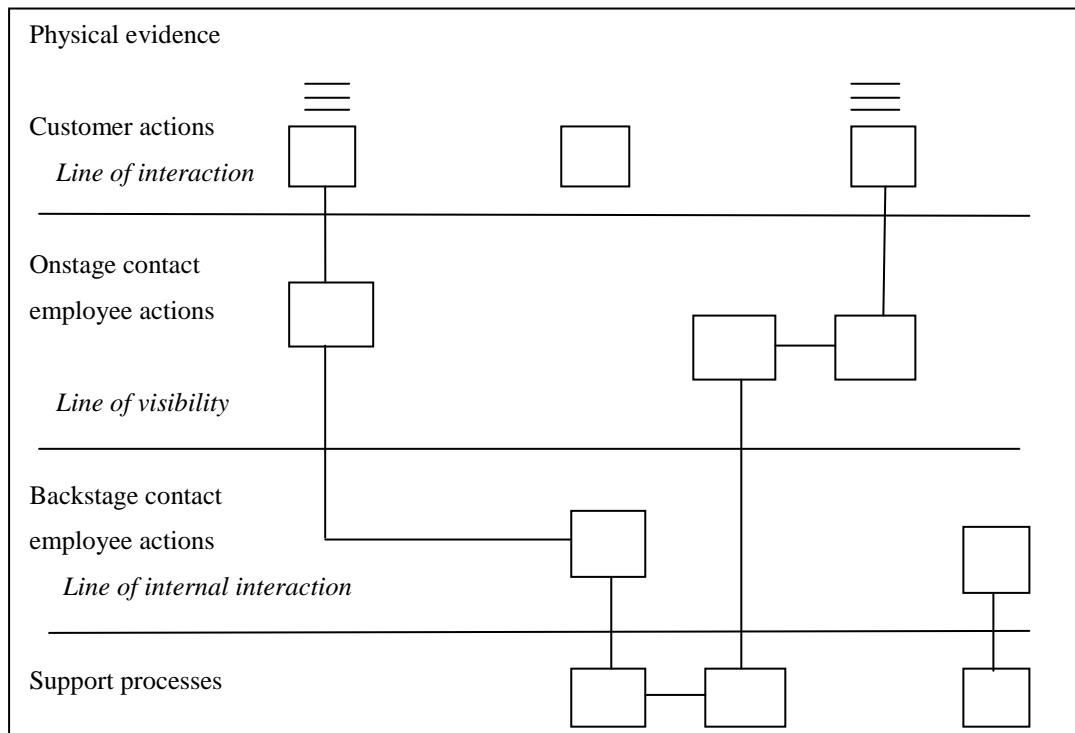 Physical evidence
Customer actions
Line of interaction
Onstage contact
employee actions
Line of visibility
Backstage contact
employee actions
Line of internal interaction
Support processes